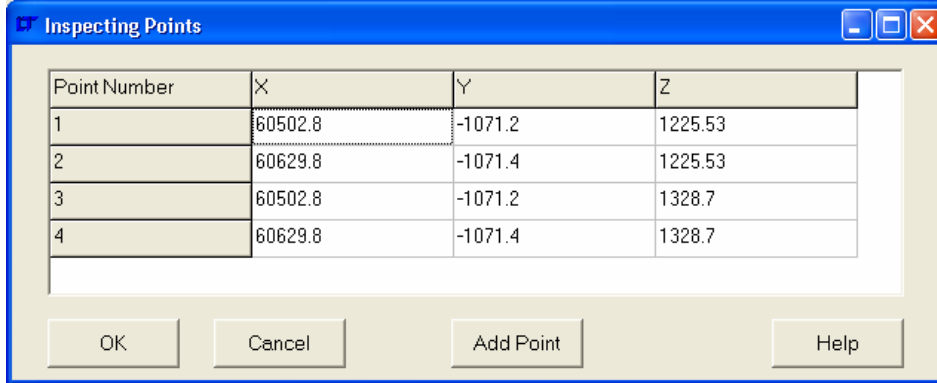 Inspecting Points
Point Number X Y Z
1 60502.8 -1071.2 1225.53
2 60629.8 -1071.4 1225.53
3 60502.8 -1071.2 1328.7
4 60629.8 -1071.4 1328.7
OK Cancel Add Point Help